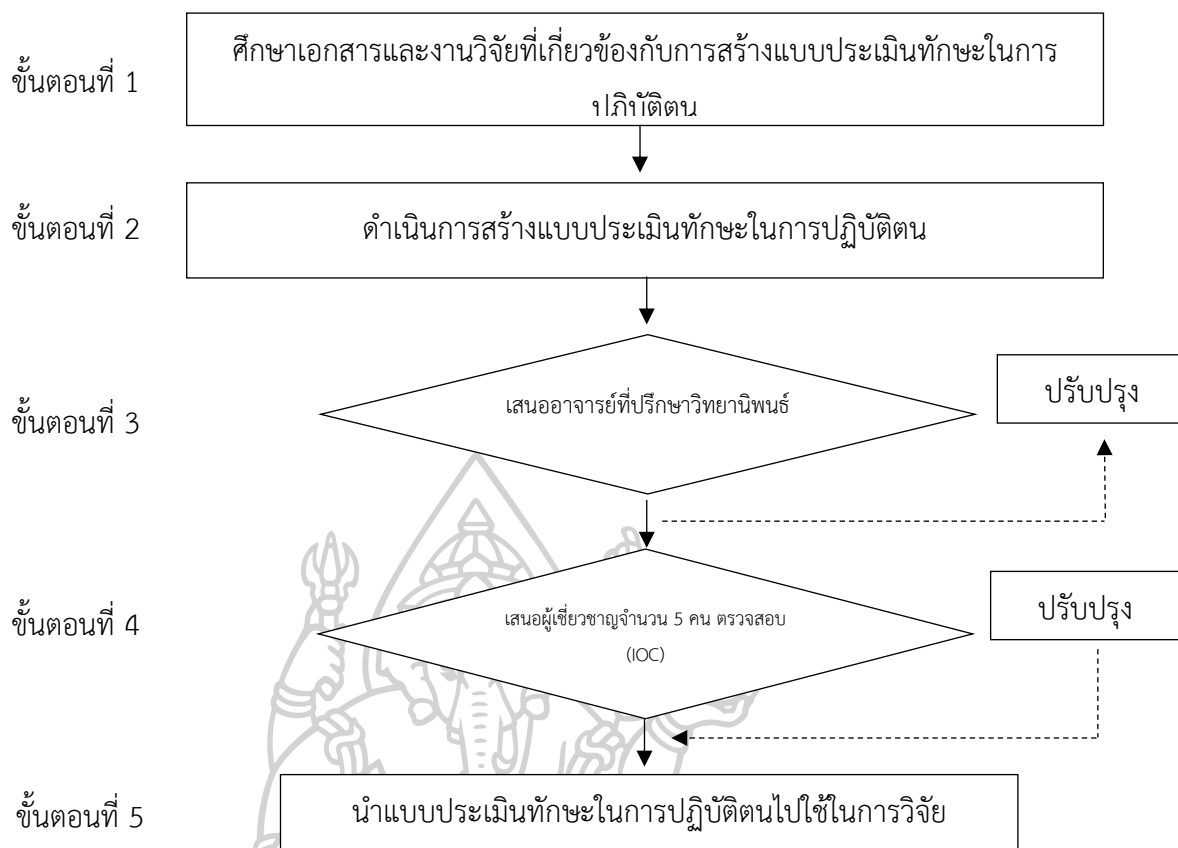 ขั้นตอนที่ 1
ศึกษาเอกสารและงานวิจัยที่เกี่ยวข้องกับการสร้างแบบประเมินทักษะในการ
ปฏิบัติตน
ขั้นตอนที่ 2
ดำเนินการสร้างแบบประเมินทักษะในการปฏิบัติตน
ขั้นตอนที่ 3
เสนออาจารย์ที่ปรึกษาวิทยานิพนธ์
ปรับปรุง
ขั้นตอนที่ 4
เสนอผู้เชี่ยวชาญจำนวน 5 คน ตรวจสอบ
(IOC)
ปรับปรุง
ขั้นตอนที่ 5
นำแบบประเมินทักษะในการปฏิบัติตนไปใช้ในการวิจัย